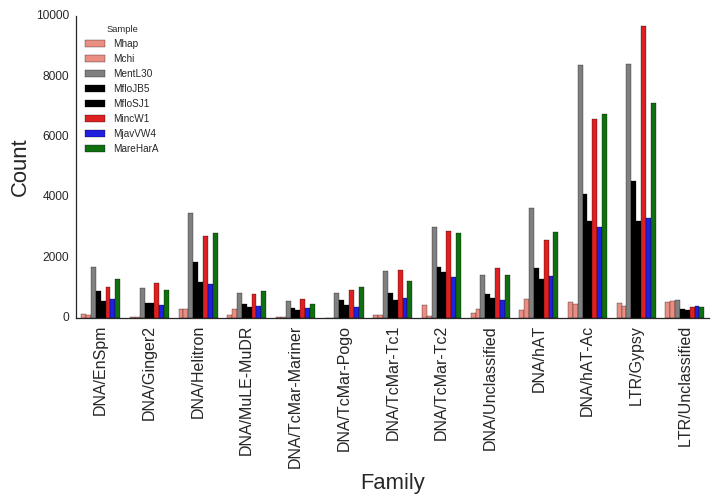 10000
8000
6000
4000
2000
0
Count
Sample
Mhap
Mchi
MentL30
MfloJB5
MfloSJ1
MincW1
MjavVW4
MareHarA
DNA/EnSpm
DNA/Ginger2
DNA/Helitron
DNA/MuLE-MuDR
DNA/TcMar-Mariner
DNA/TcMar-Pogo
DNA/TcMar-Tc1
DNA/TcMar-Tc2
DNA/Unclassified
DNA/hAT
DNA/hAT-Ac
LTR/Gypsy
LTR/Unclassified
Family